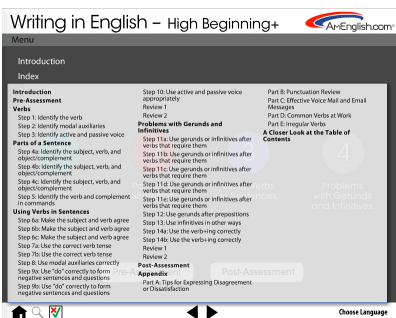 Writing in English – High Beginning+
AmEnglish.com®
Menu
Introduction
Index
Introduction
Pre-Assessment
Verbs
Step 1: Identify the verb
Step 2: Identify modal auxiliaries
Step 3: Identify active and passive voice
Parts of a Sentence
Step 4a: Identify the subject, verb, and
object/complement
Step 4b: Identify the subject, verb, and
object/complement
Step 4c: Identify the subject, verb, and
object/complement
Step 5: Identify the verb and complement
in commands
Using Verbs in Sentences
Step 6a: Make the subject and verb agree
Step 6b: Make the subject and verb agree
Step 6c: Make the subject and verb agree
Step 7a: Use the correct verb tense
Step 7b: Use the correct verb tense
Step 8: Use modal auxiliaries correctly
Step 9a: Use "do" correctly to form
negative sentences and questions
Step 9b: Use "do" correctly to form
negative sentences and questions
Step 10: Use active and passive voice
appropriately
Review 1
Review 2
Problems with Gerunds and
Infinitives
Step 11a: Use gerunds or infinitives after
verbs that require them
Step 11b: Use gerunds or infinitives after
verbs that require them
Step 11c: Use gerunds or infinitives after
verbs that require them
Step 11d: Use gerunds or infinitives after
verbs that require them
Step 11e: Use gerunds or infinitives after
verbs that require them
Step 12: Use gerunds after prepositions
Step 13: Use infinitives in other ways
Step 14a: Use the verb+ing correctly
Step 14b: Use the verb+ing correctly
Review 1
Review 2
Post-Assessment
Appendix
Part A: Tips for Expressing Disagreement
or Dissatisfaction
Part B: Punctuation Review
Part C: Effective Voice Mail and Email
Messages
Part D: Common Verbs at Work
Part E: Irregular Verbs
A Closer Look at the Table of
Contents
4
Problems
with Gerunds
and Infinitives
Post-Assessment
Choose Language